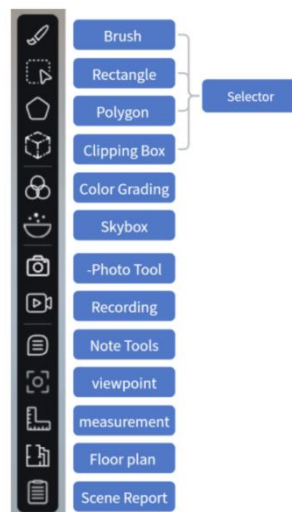 Brush
Rectangle
Selector
Polygon
Clipping Box
Color Grading
Skybox
-Photo Tool
Recording
Note Tools
viewpoint
measurement
Floor plan
Scene Report